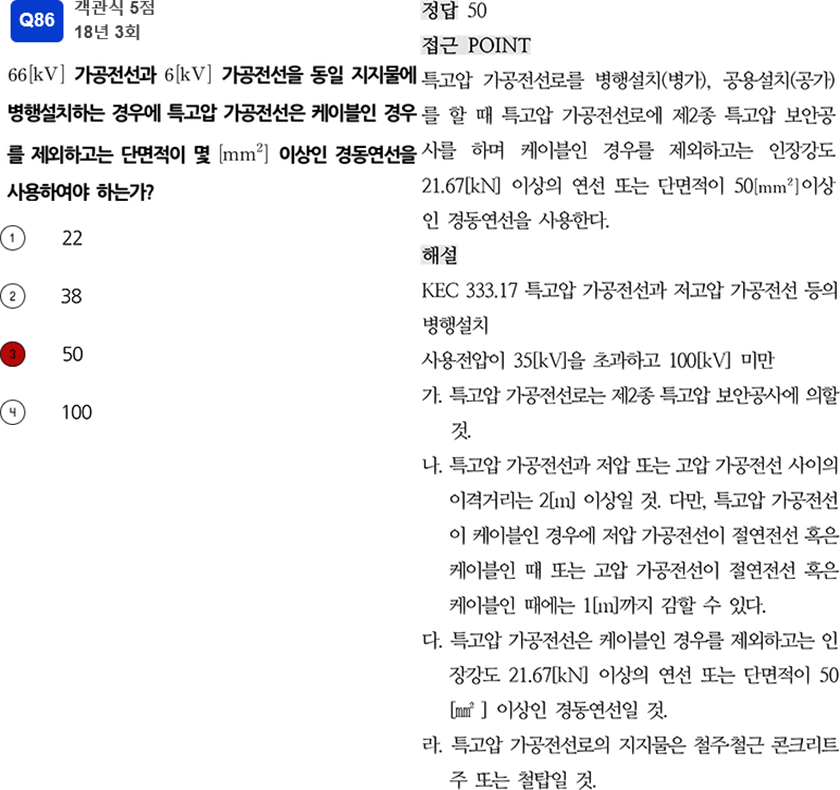 Q86
객관식 5점
18년 3회
66[kV] 가공전선과 6[kV] 가공전선을 동일 지지물에
병행설치하는 경우에 특고압 가공전선은 케이블인 경우
를 제외하고는 단면적이 몇 [mm²] 이상인 경동연선을
사용하여야 하는가?
1 22
2 38
3 50
4 100
정답 50
접근 POINT
특고압 가공전선로를 병행설치(병가), 공용설치(공가)
를 할 때 특고압 가공전선로에 제2종 특고압 보안공
사를 하며 케이블인 경우를 제외하고는 인장강도
21.67[kN] 이상의 연선 또는 단면적이 50[mm²]이상
인 경동연선을 사용한다.
해설
KEC 333.17 특고압 가공전선과 저고압 가공전선 등의
병행설치
사용전압이 35[kV]을 초과하고 100[kV] 미만
가. 특고압 가공전선로는 제2종 특고압 보안공사에 의할
것.
나. 특고압 가공전선과 저압 또는 고압 가공전선 사이의
이격거리는 2[m] 이상일 것. 다만, 특고압 가공전선
이 케이블인 경우에 저압 가공전선이 절연전선 혹은
케이블인 때 또는 고압 가공전선이 절연전선 혹은
케이블인 때에는 1[m]까지 감할 수 있다.
다. 특고압 가공전선은 케이블인 경우를 제외하고는 인
장강도 21.67[kN] 이상의 연선 또는 단면적이 50
[㎟ ] 이상인 경동연선일 것.
라. 특고압 가공전선로의 지지물은 철주·철근 콘크리트
주 또는 철탑일 것.